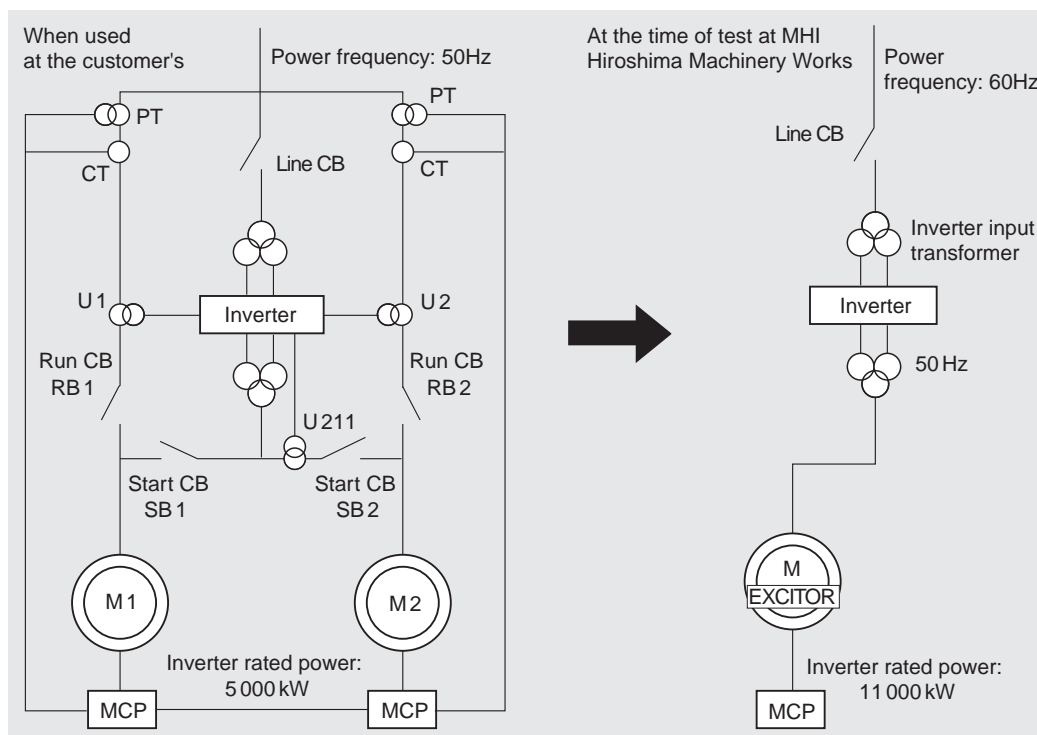 When used
at the customer's
Power frequency: 50Hz
PT
PT
CT
CT
Line CB
U1
U2
Inverter
Run CB
RB1
Run CB
RB2
U211
Start CB
SB1
Start CB
SB2
M1
M2
Inverter rated power:
5 000 kW
MCP
MCP
At the time of test at MHI
Hiroshima Machinery Works
Power
frequency: 60Hz
Line CB
Inverter input
transformer
Inverter
50Hz
M
EXCITOR
Inverter rated power:
11 000 kW
MCP